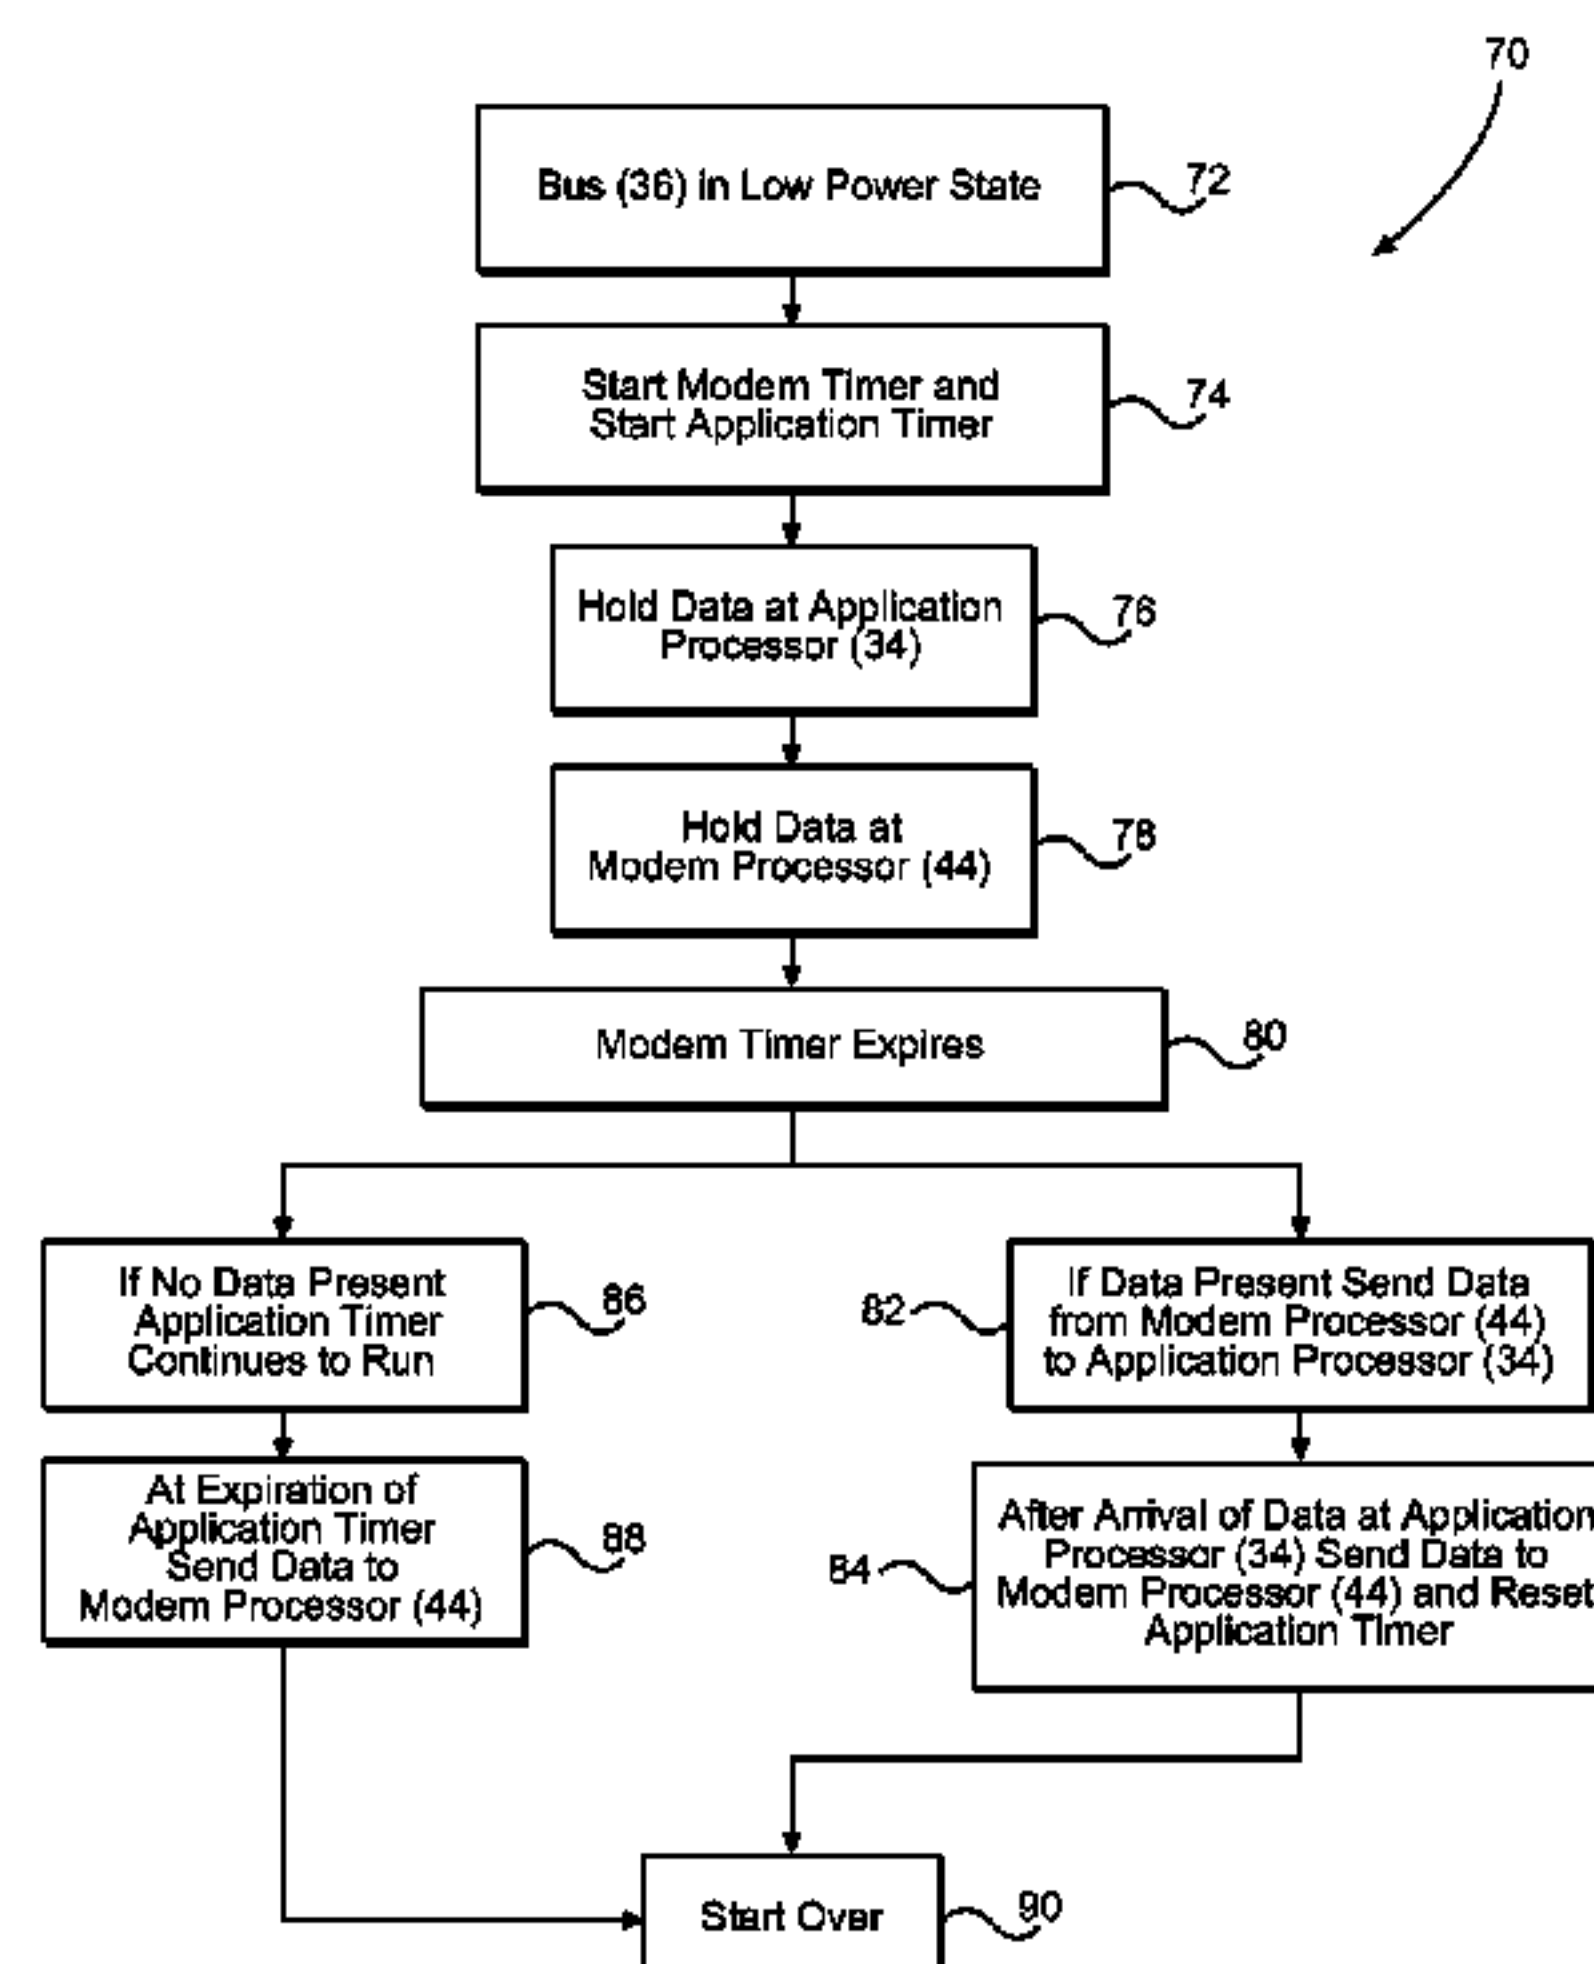 70
Bus (36) in Low Power State
72
Start Modem Timer and
Start Application Timer
74
Hold Data at Application
Processor (34)
76
Hold Data at
Modem Processor (44)
78
Modem Timer Expires
80
If No Data Present
Application Timer
Continues to Run
86
82
If Data Present Send Data
from Modem Processor (44)
to Application Processor (34)
At Expiration of
Application Timer
Send Data to
Modem Processor (44)
88
84
After Arrival of Data at Application
Processor (34) Send Data to
Modem Processor (44) and Reset
Application Timer
Start Over
90